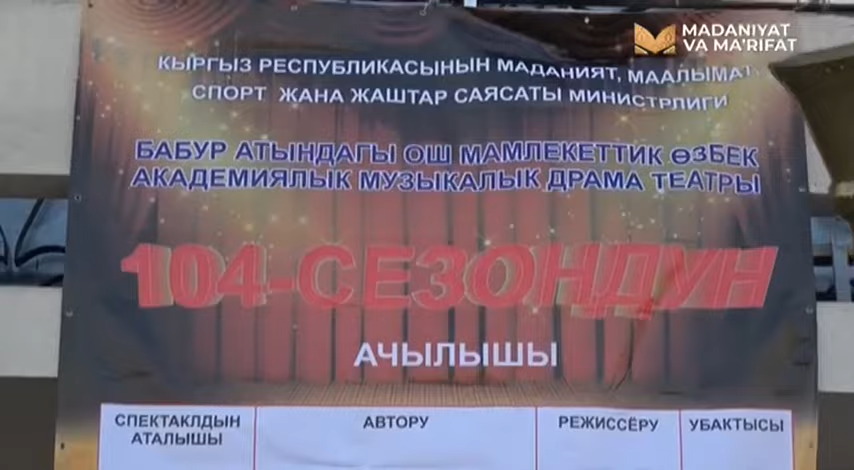 MADANIYAT
VA MA'RIFAT
КЫРГЫЗ РЕСПУБЛИКАСЫНЫН МАДАНИЯТ, МААЛЫМАТ,
СПОРТ ЖАНА ЖАШТАР САЯСАТЫ МИНИСТРЛИГИ
БАБУР АТЫНДАГЫ ОШ МАМЛЕКЕТТИК ӨЗБЕК
АКАДЕМИЯЛЫК МУЗЫКАЛЫК ДРАМА ТЕАТРЫ
104-СЕЗОНДУН
АЧЫЛЫШЫ
СПЕКТАКЛДЫН АТАЛЫШЫ
АВТОРУ
РЕЖИССЁРУ
УБАКТЫСЫ